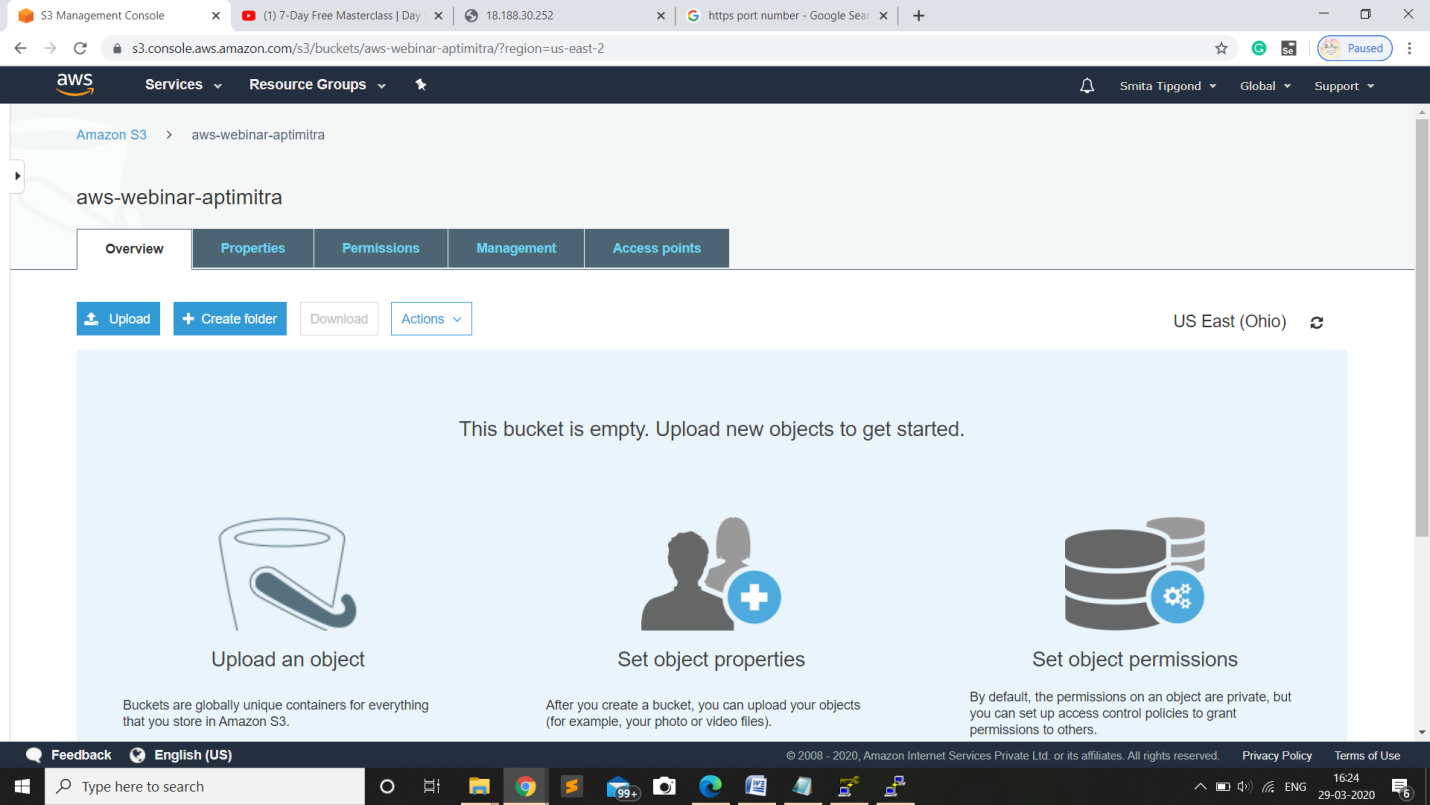 S3 Management Console
(1) 7-Day Free Masterclass | Day
18.188.30.252
https port number - Google Sear
s3.console.aws.amazon.com/s3/buckets/aws-webinar-aptimitra/?region=us-east-2
Se
Paused
aws
Services
Resource Groups
Smita Tipgond
Global
Support
Amazon S3 > aws-webinar-aptimitra
aws-webinar-aptimitra
Overview
Properties
Permissions
Management
Access points
Upload
Create folder
Download
Actions
US East (Ohio)
This bucket is empty. Upload new objects to get started.
Upload an object
Buckets are globally unique containers for everything
that you store in Amazon S3.
Set object properties
After you create a bucket, you can upload your objects
(for example, your photo or video files).
Set object permissions
By default, the permissions on an object are private, but
you can set up access control policies to grant
permissions to others.
Feedback
English (US)
© 2008 - 2020, Amazon Internet Services Private Ltd. or its affiliates. All rights reserved.
Privacy Policy
Terms of Use
Type here to search
99+
ENG
16:24
29-03-2020
6